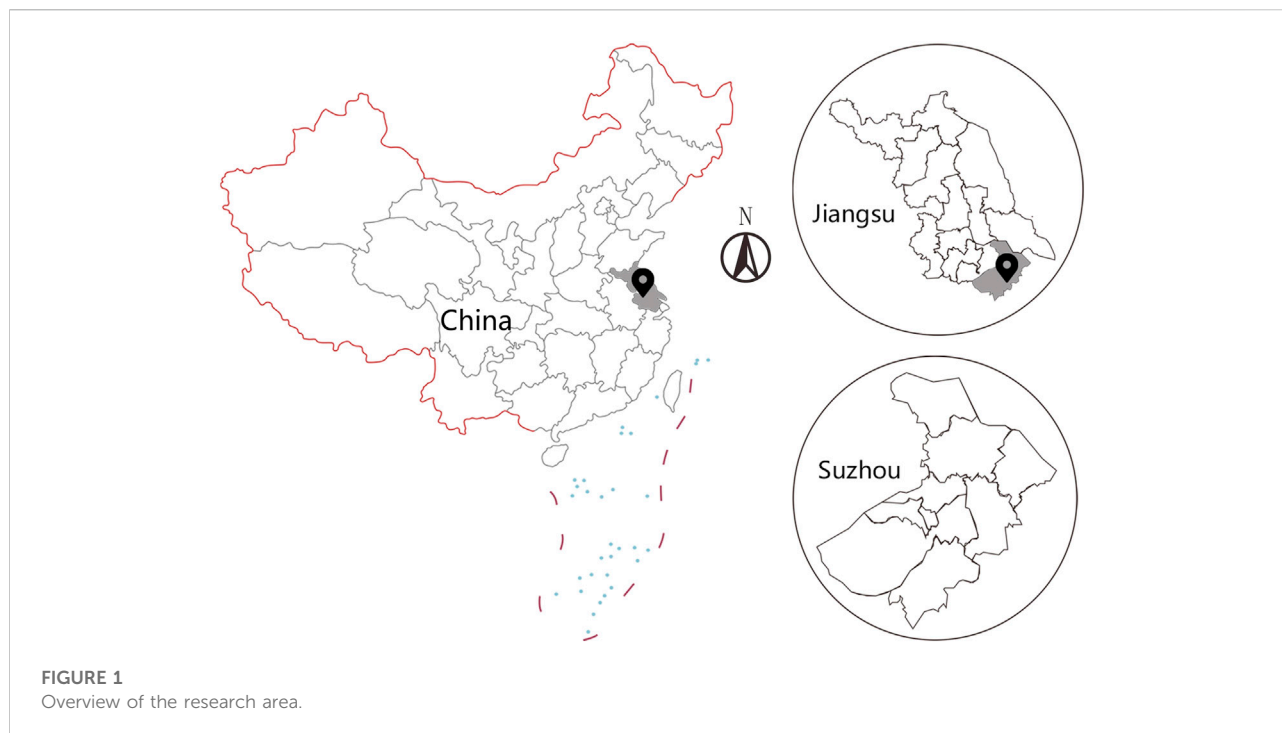 N
Jiangsu
China
Suzhou
FIGURE 1
Overview of the research area.